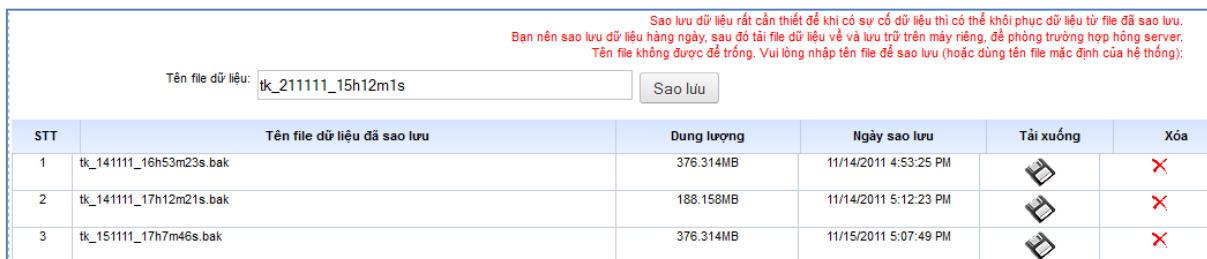 Sao lưu dữ liệu rất cần thiết để khi có sự cố dữ liệu thì có thể khôi phục dữ liệu từ file đã sao lưu.
Bạn nên sao lưu dữ liệu hàng ngày, sau đó tải file dữ liệu về và lưu trữ trên máy riêng, đề phòng trường hợp hỏng server.
Tên file không được để trống. Vui lòng nhập tên file để sao lưu (hoặc dùng tên file mặc định của hệ thống):
Tên file dữ liệu: tk_211111_15h12m1s Sao lưu
STT Tên file dữ liệu đã sao lưu Dung lượng Ngày sao lưu Tải xuống Xóa
1 tk_141111_16h53m23s.bak 376.314MB 11/14/2011 4:53:25 PM
2 tk_141111_17h12m21s.bak 188.158MB 11/14/2011 5:12:23 PM
3 tk_151111_17h7m46s.bak 376.314MB 11/15/2011 5:07:49 PM